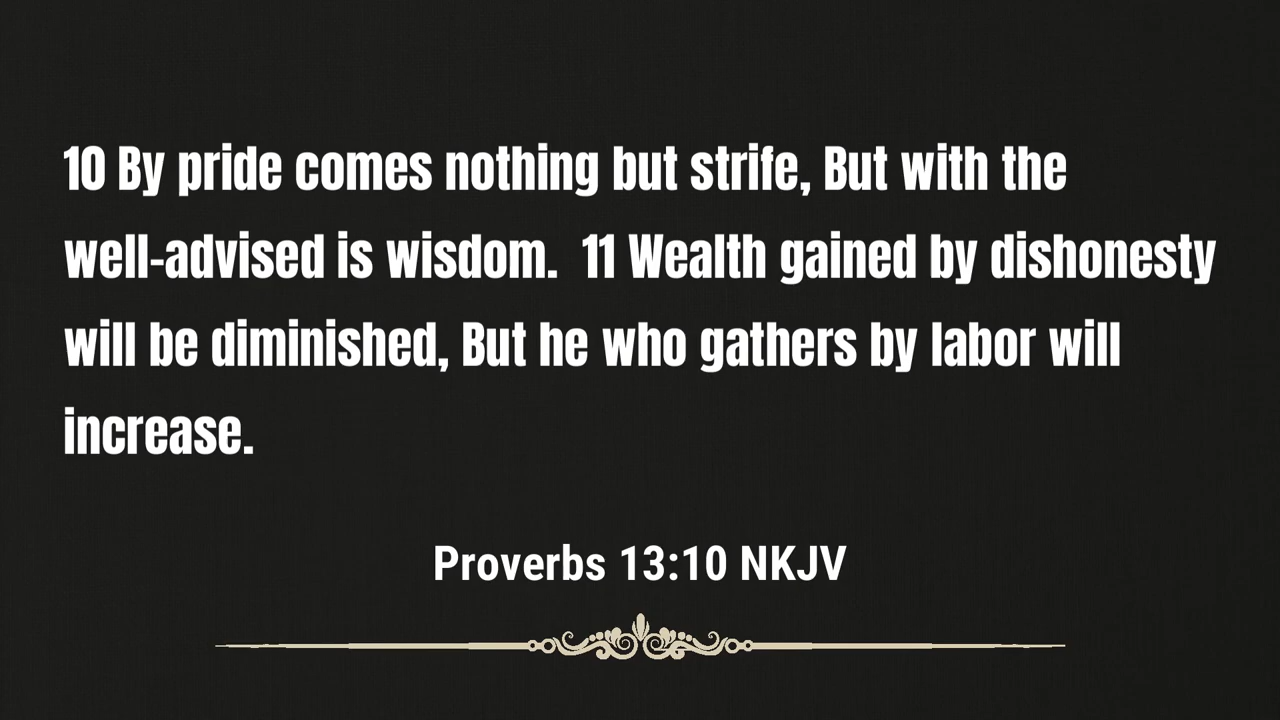 10 By pride comes nothing but strife, But with the
well-advised is wisdom.  11 Wealth gained by dishonesty
will be diminished, But he who gathers by labor will
increase.
Proverbs 13:10 NKJV